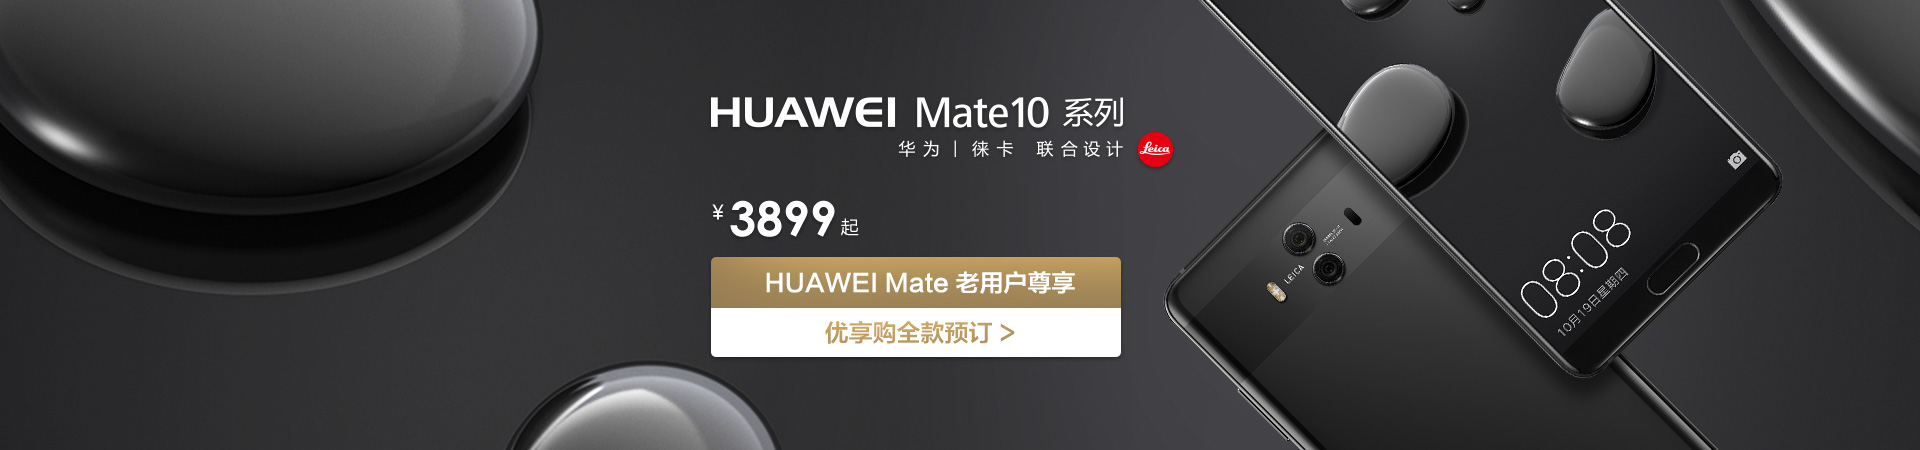 HUAWEI Mate10 系列
华为 | 徕卡 联合设计
Leica
¥3899起
HUAWEI Mate 老用户尊享
优享购全款预订 >
LEICA
08:08
10月19日星期四